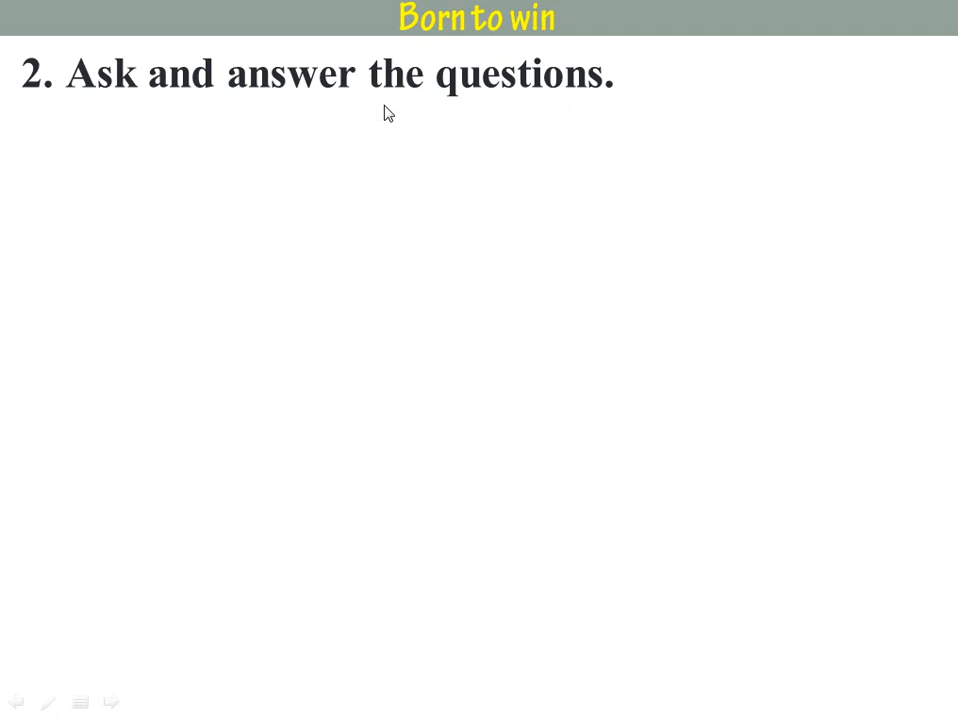 Born to win
2. Ask and answer the questions.